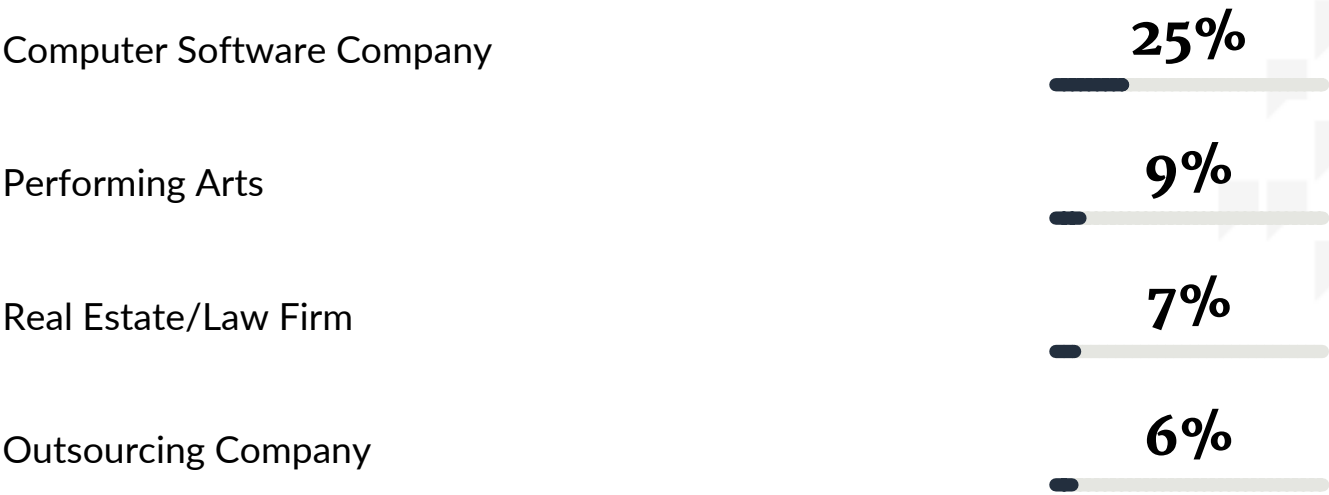 Computer Software Company 25%
Performing Arts 9%
Real Estate/Law Firm 7%
Outsourcing Company 6%